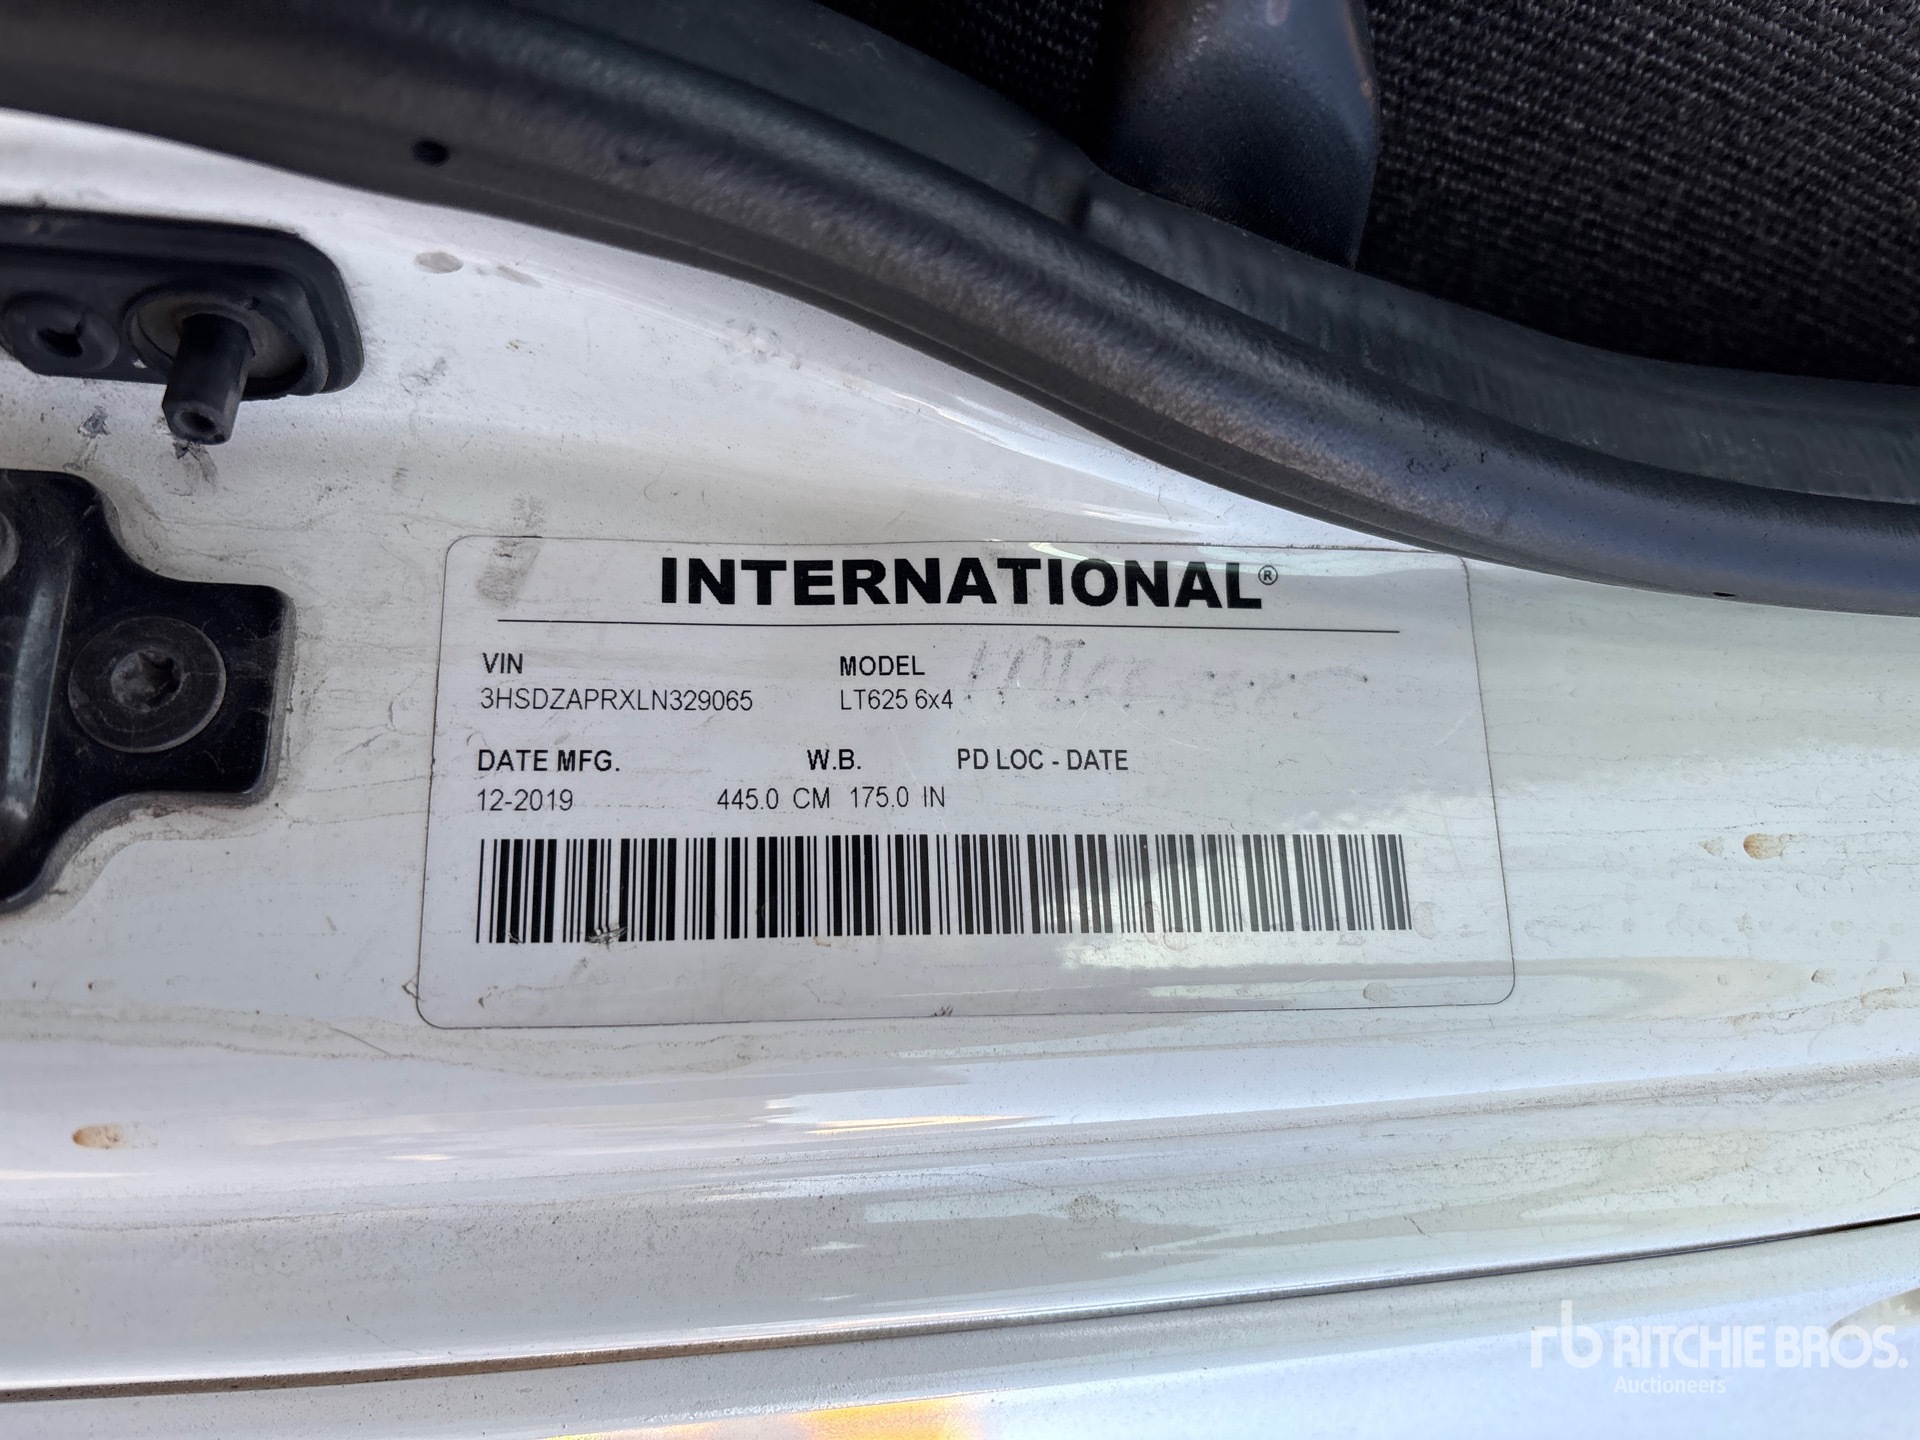 INTERNATIONAL®
VIN MODEL
3HSDZAPRXLN329065 LT625 6x4
DATE MFG. W.B. PD LOC - DATE
12-2019 445.0 CM 175.0 IN
rb RITCHIE BROS.
Auctioneers